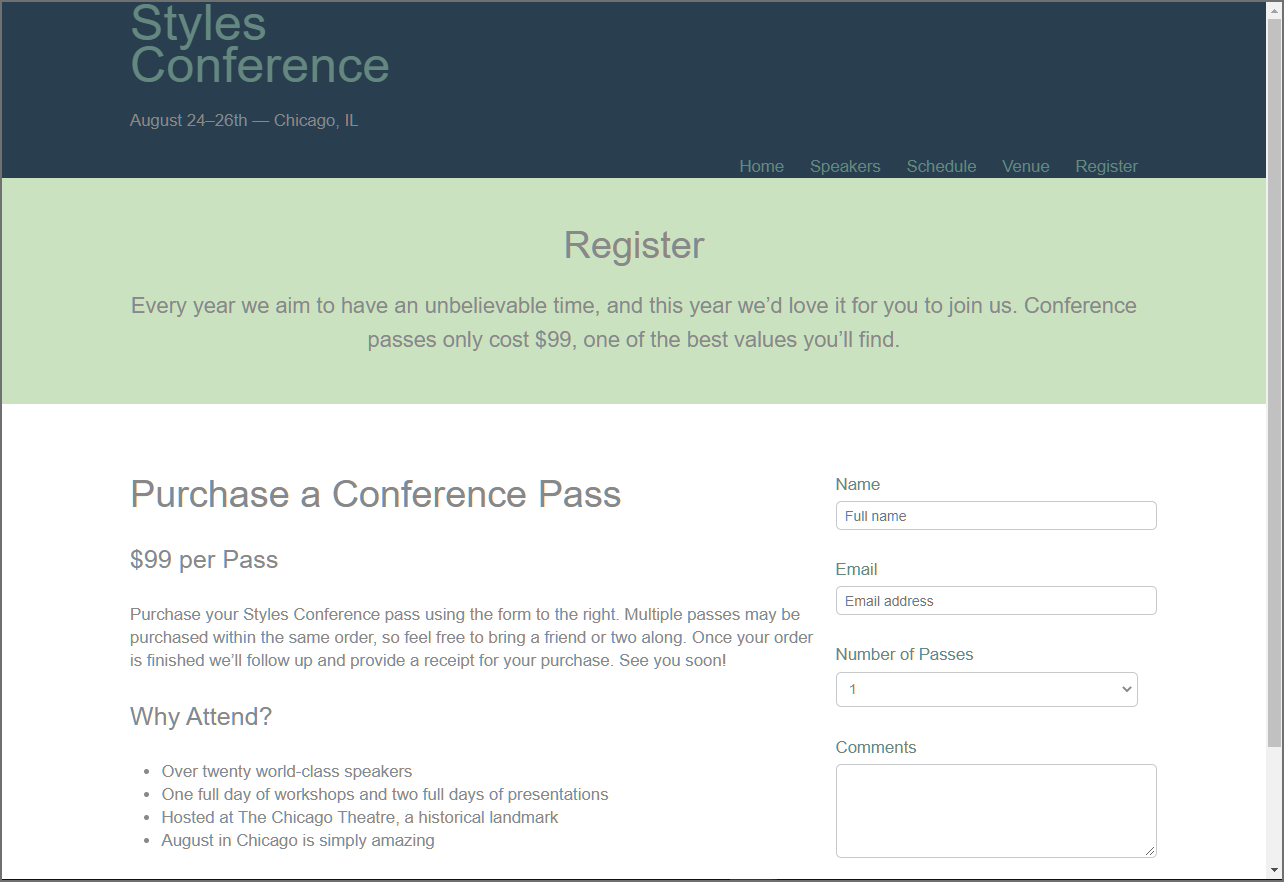 Styles
Conference
August 24–26th — Chicago, IL
Home Speakers Schedule Venue Register
Register
Every year we aim to have an unbelievable time, and this year we’d love it for you to join us. Conference
passes only cost $99, one of the best values you’ll find.
Purchase a Conference Pass
$99 per Pass
Purchase your Styles Conference pass using the form to the right. Multiple passes may be
purchased within the same order, so feel free to bring a friend or two along. Once your order
is finished we’ll follow up and provide a receipt for your purchase. See you soon!
Why Attend?
• Over twenty world-class speakers
• One full day of workshops and two full days of presentations
• Hosted at The Chicago Theatre, a historical landmark
• August in Chicago is simply amazing
Name
Full name
Email
Email address
Number of Passes
1
Comments